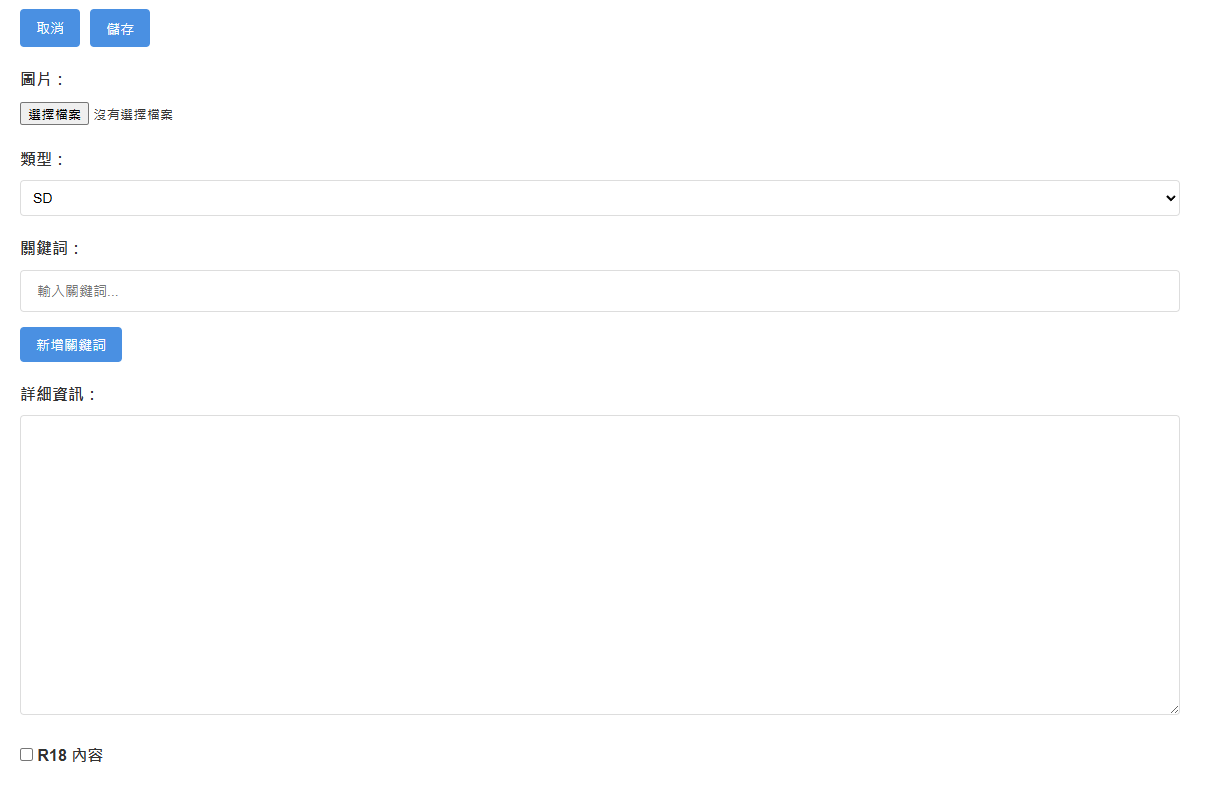 取消 儲存
圖片：
選擇檔案 沒有選擇檔案
類型：
SD
關鍵詞：
輸入關鍵詞...
新增關鍵詞
詳細資訊：
R18 內容